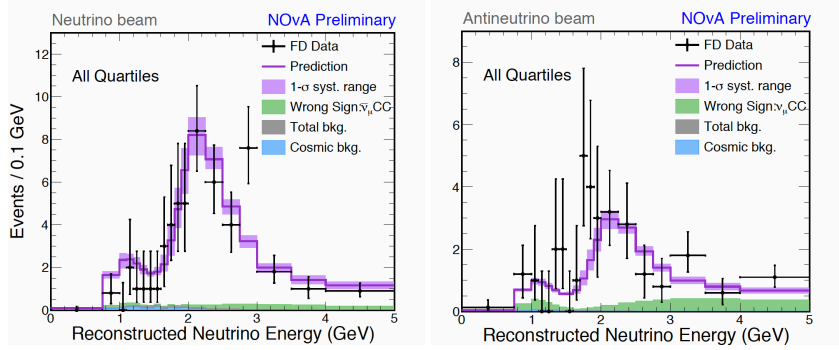 Neutrino beam
NOvA Preliminary
All Quartiles
FD Data
Prediction
1-σ syst. range
Wrong Sign:ν̅μCC
Total bkg.
Cosmic bkg.
12
10
8
6
4
2
0
0 1 2 3 4 5
Events / 0.1 GeV
Reconstructed Neutrino Energy (GeV)
Antineutrino beam
NOvA Preliminary
All Quartiles
FD Data
Prediction
1-σ syst. range
Wrong Sign:νμCC
Total bkg.
Cosmic bkg.
8
6
4
2
0
0 1 2 3 4 5
Reconstructed Neutrino Energy (GeV)